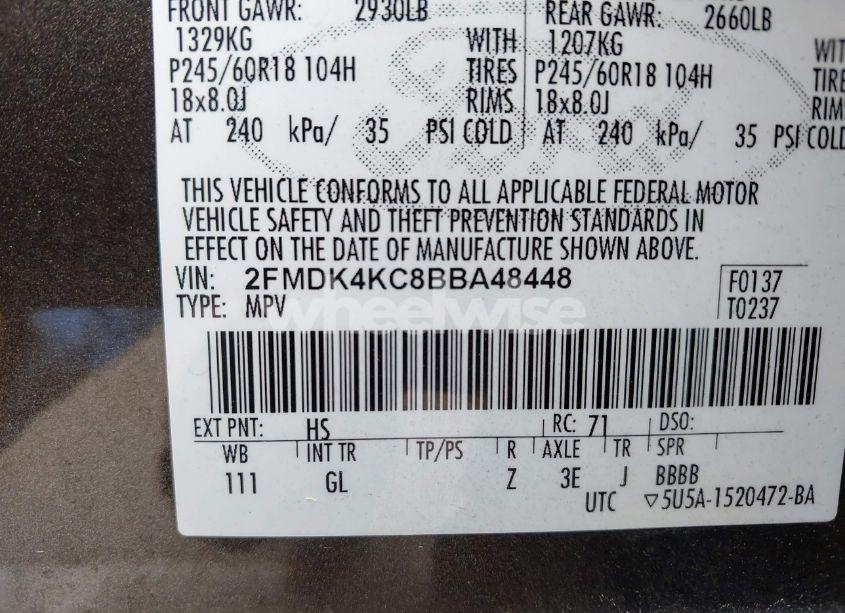 FRONT GAWR: 2930LB REAR GAWR: 2660LB
1329KG WITH 1207KG WITH
P245/60R18 104H TIRES P245/60R18 104H TIRE
18x8.0J RIMS 18x8.0J RIM
AT 240 kPa/ 35 PSI COLD AT 240 kPa/ 35 PSI COLD
THIS VEHICLE CONFORMS TO ALL APPLICABLE FEDERAL MOTOR
VEHICLE SAFETY AND THEFT PREVENTION STANDARDS IN
EFFECT ON THE DATE OF MANUFACTURE SHOWN ABOVE.
VIN: 2FMDK4KC8BBA48448 F0137
TYPE: MPV T0237
wheelwise
EXT PNT: HS RC: 71 DSO:
WB INT TR TP/PS R AXLE TR SPR
111 GL Z 3E J BBBB
UTC ▽5U5A-1520472-BA